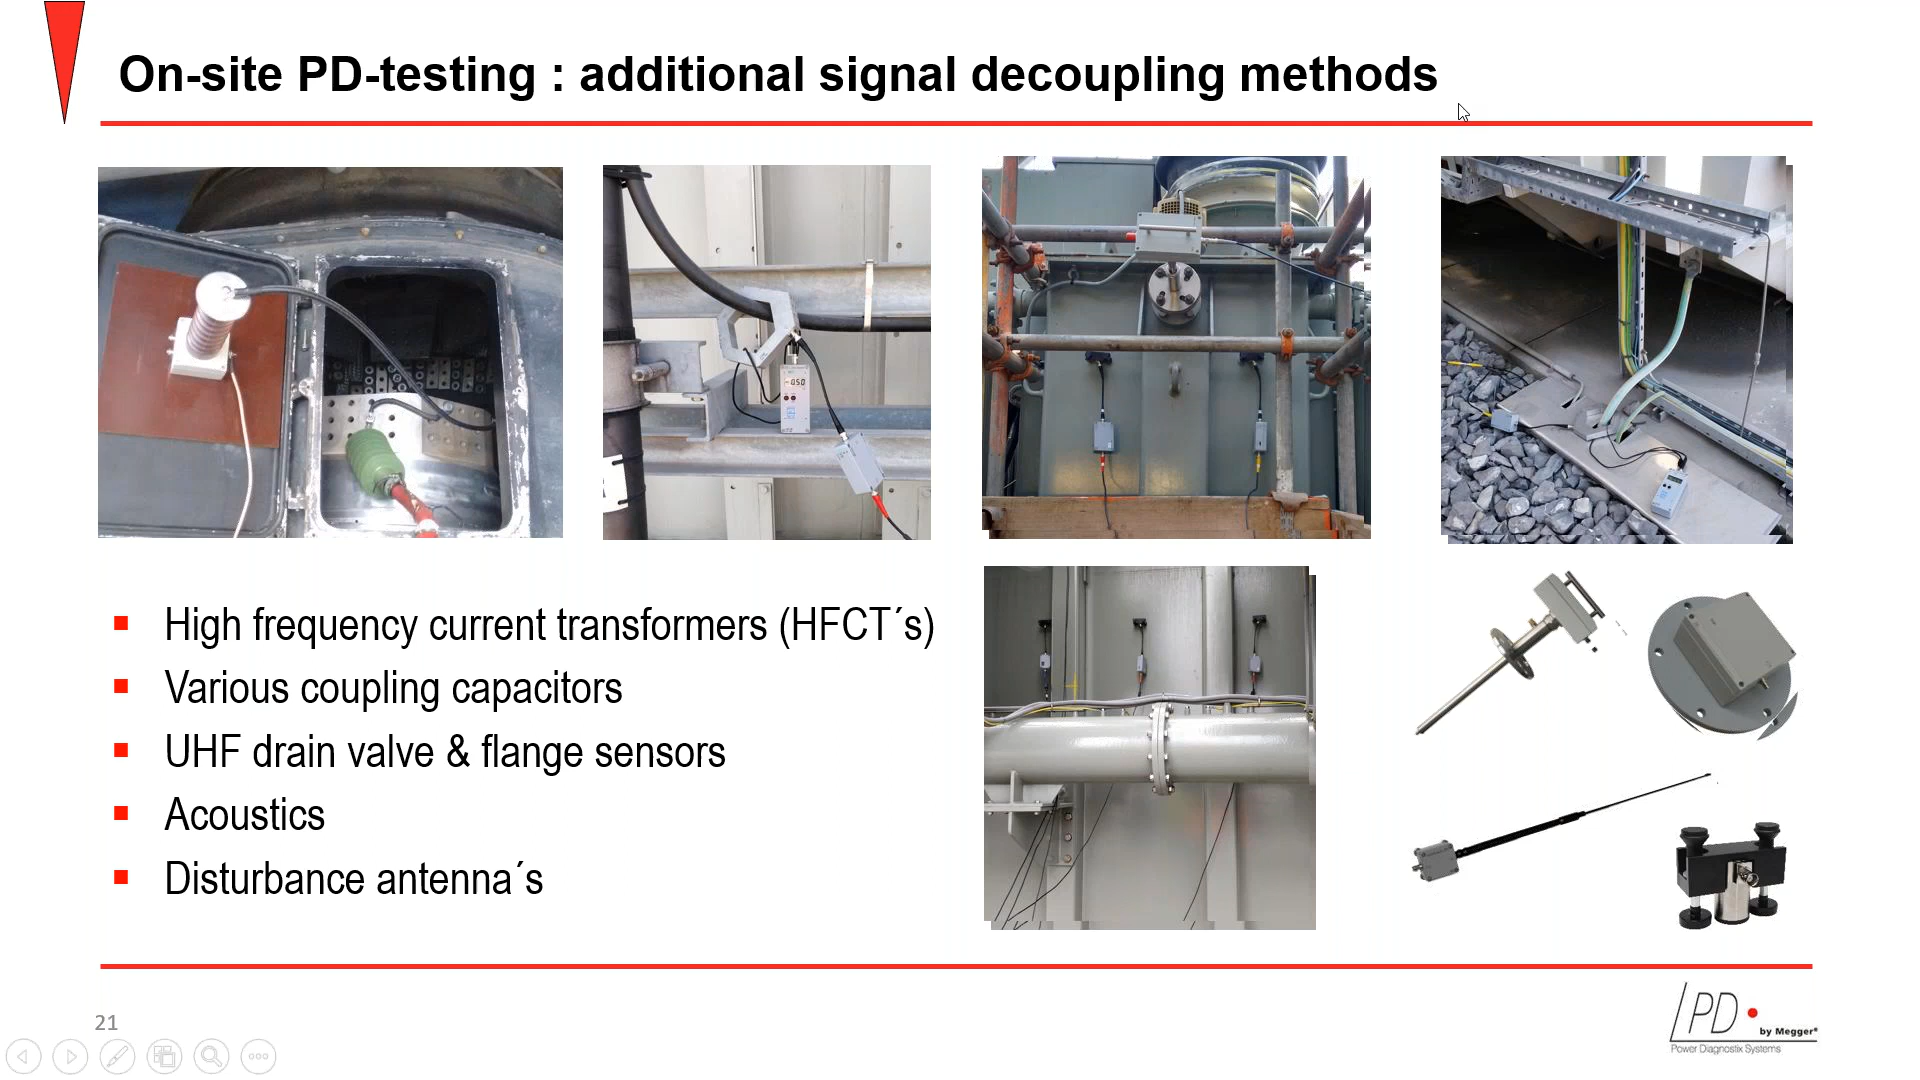 On-site PD-testing : additional signal decoupling methods
High frequency current transformers (HFCT´s)
Various coupling capacitors
UHF drain valve & flange sensors
Acoustics
Disturbance antenna´s
21
PD
by Megger®
Power Diagnostix Systems